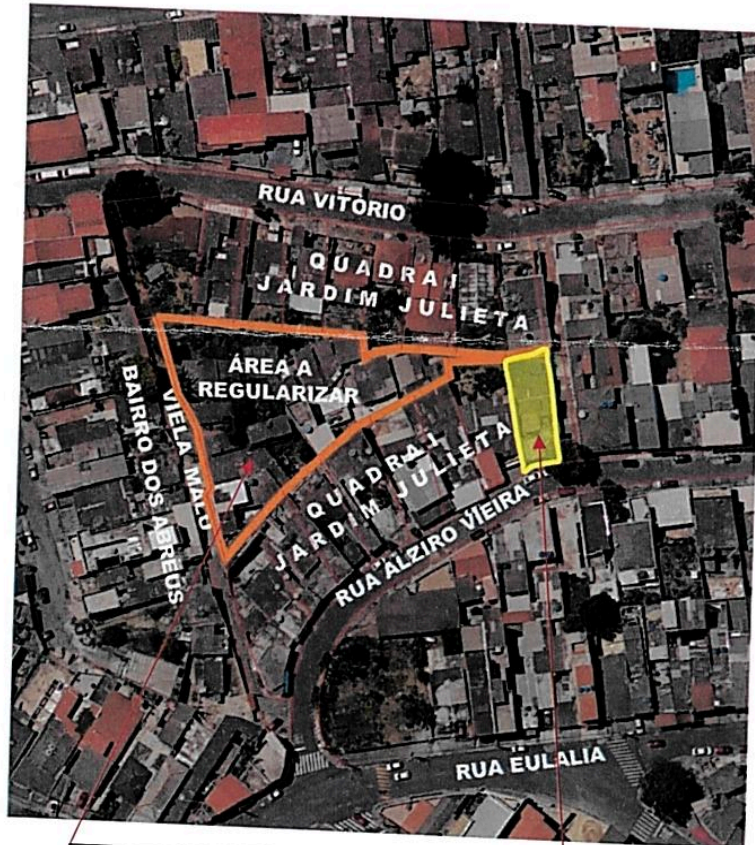 RUA VITÓRIO
QUADRA I
JARDIM JULIETA
ÁREA A
REGULARIZAR
VIELA MALU
BAIRRO DOS ABREUS
QUADRA I
JARDIM JULIETA
RUA ALZIRO VIEIRA
RUA EULALIA